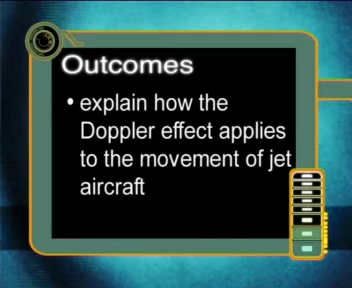 Outcomes
• explain how the
Doppler effect applies
to the movement of jet
aircraft